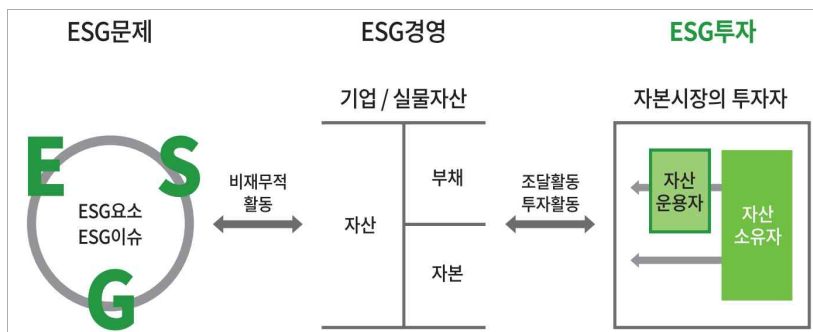 ESG문제
ESG경영
ESG투자
기업 / 실물자산
자본시장의 투자자
E
S
G
ESG요소
ESG이슈
비재무적
활동
자산
부채
자본
조달활동
투자활동
자산
운용자
자산
소유자